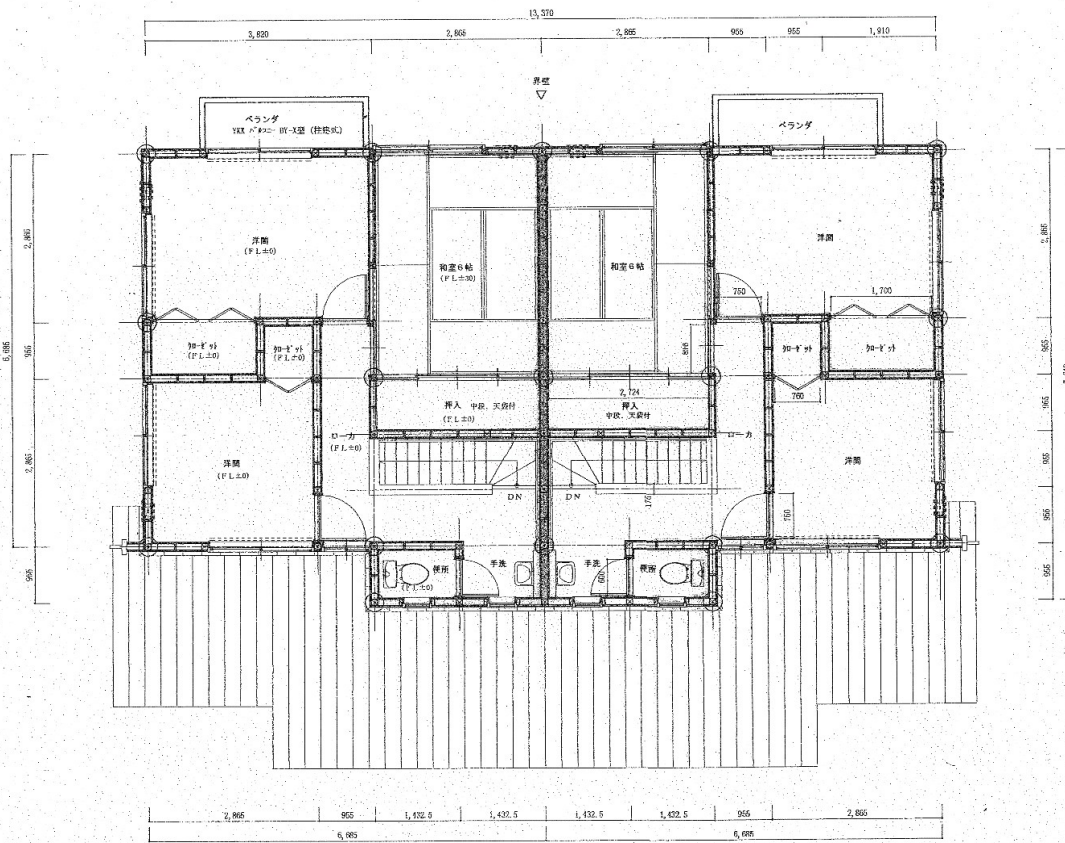 13,370
3,820
2,865
2,865
955
955
1,910
界壁
ベランダ
YKK バルコニー DY-X型 (柱建式)
ベランダ
洋間
(FL±0)
和室6帖
(FL±30)
和室6帖
洋間
2,865
6,685
2,865
750
1,700
クローゼット
(FL±0)
クローゼット
(FL±0)
クローゼット
クローゼット
955
955
760
2,724
押入 中段、天袋付
(FL±0)
押入
中段、天袋付
955
ローカ
(FL±0)
ローカ
洋間
(FL±0)
洋間
2,865
955
DN
DN
760
955
便所
(FL±0)
手洗
手洗
600
便所
955
955
2,865
955
1,432.5
1,432.5
1,432.5
1,432.5
955
2,865
6,685
6,685